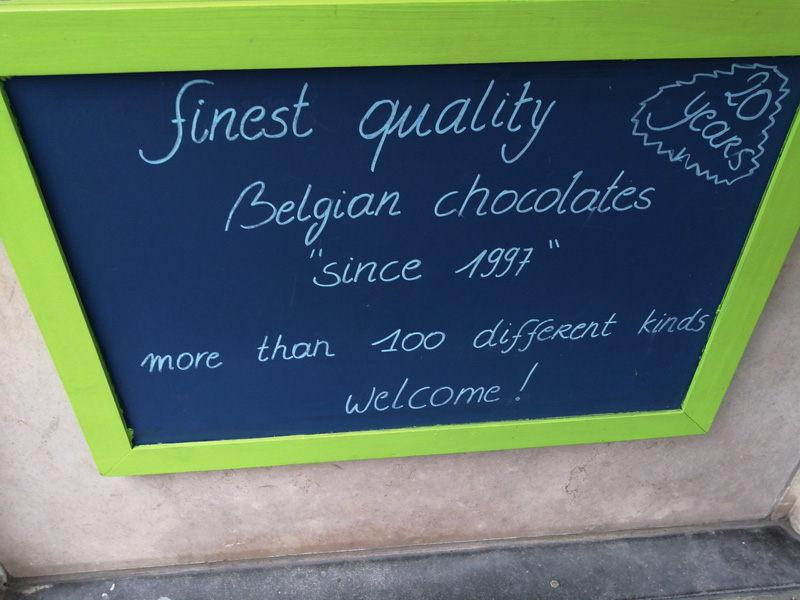 finest quality
20
years
Belgian chocolates
"since 1997"
more than 100 different kinds
welcome!